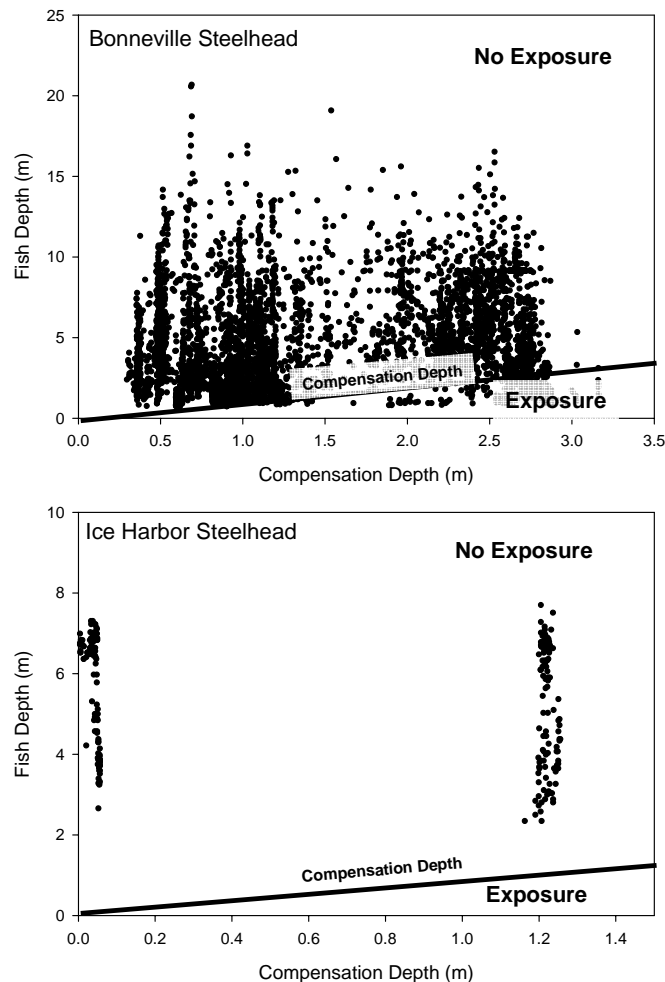 Bonneville Steelhead
No Exposure
25
20
15
10
5
0
Fish Depth (m)
Compensation Depth
Exposure
0.0 0.5 1.0 1.5 2.0 2.5 3.0 3.5
Compensation Depth (m)
Ice Harbor Steelhead
No Exposure
10
8
6
4
2
0
Fish Depth (m)
Compensation Depth
Exposure
0.0 0.2 0.4 0.6 0.8 1.0 1.2 1.4
Compensation Depth (m)